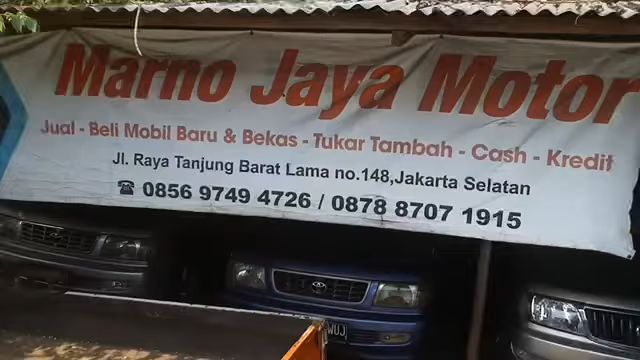 Marno Jaya Motor
Jual - Beli Mobil Baru & Bekas - Tukar Tambah - Cash - Kredit
Jl. Raya Tanjung Barat Lama no.148,Jakarta Selatan
☎ 0856 9749 4726 / 0878 8707 1915